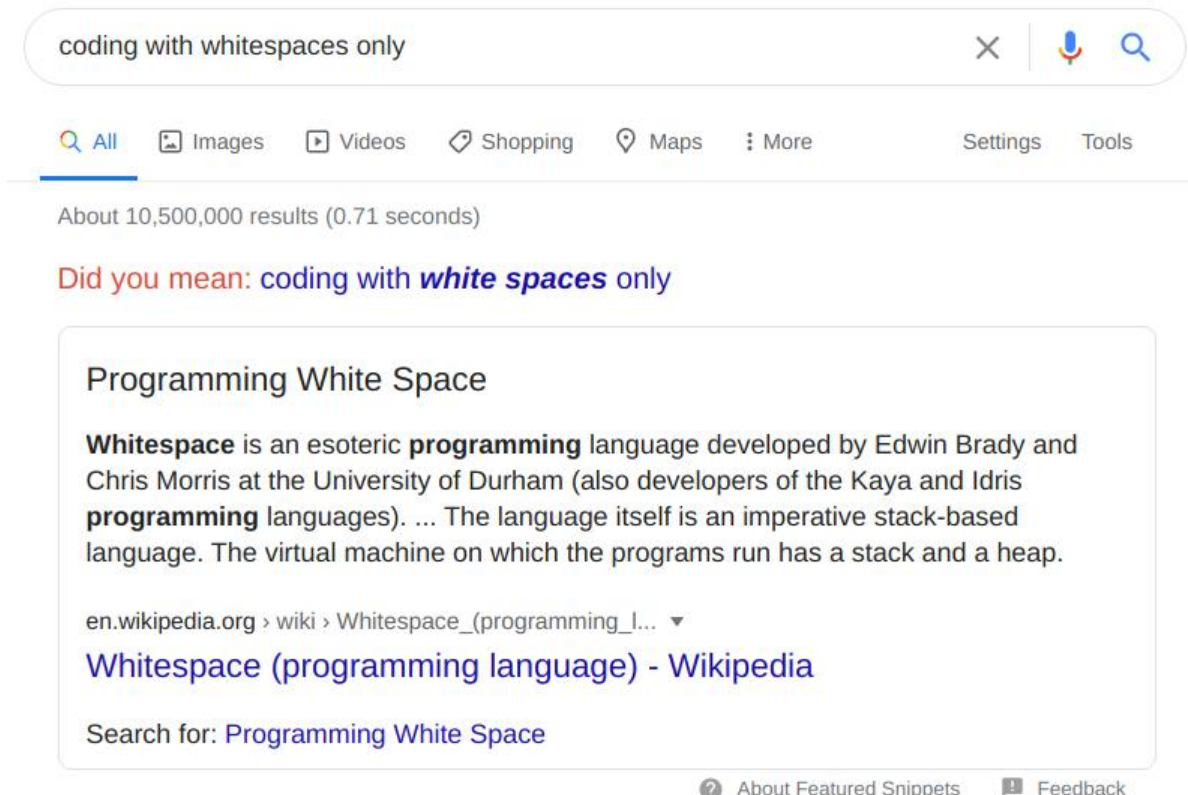 coding with whitespaces only
All Images Videos Shopping Maps More Settings Tools
About 10,500,000 results (0.71 seconds)
Did you mean: coding with white spaces only
Programming White Space
Whitespace is an esoteric programming language developed by Edwin Brady and
Chris Morris at the University of Durham (also developers of the Kaya and Idris
programming languages). ... The language itself is an imperative stack-based
language. The virtual machine on which the programs run has a stack and a heap.
en.wikipedia.org › wiki › Whitespace_(programming_l...
Whitespace (programming language) - Wikipedia
Search for: Programming White Space
About Featured Snippets Feedback